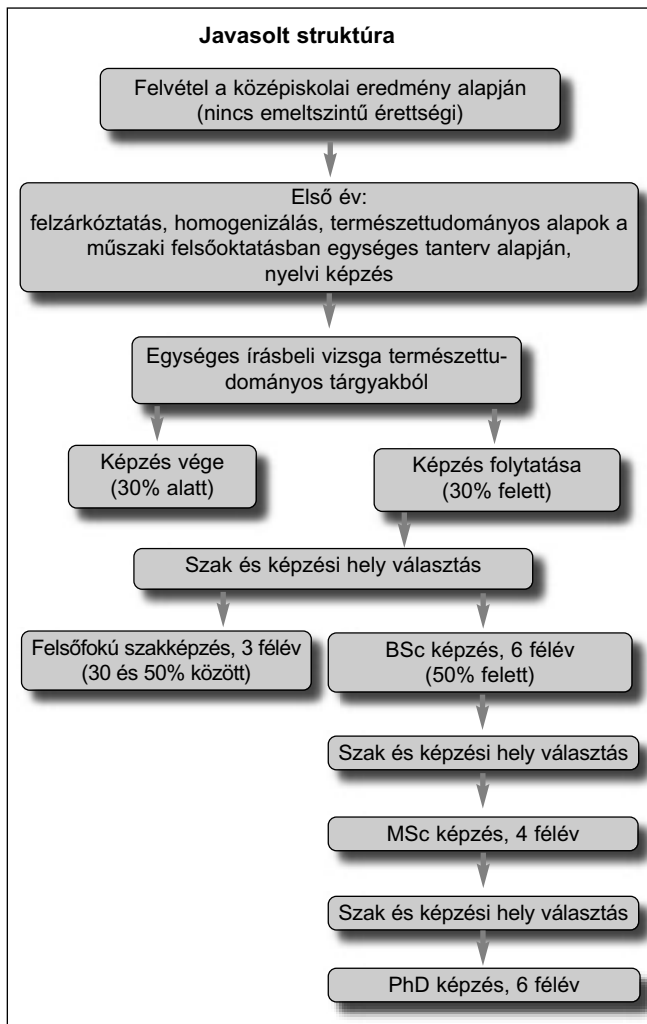 Javasolt struktúra
Felvétel a középiskolai eredmény alapján
(nincs emeltszintű érettségi)
Első év:
felzárkóztatás, homogenizálás, természettudományos alapok a
műszaki felsőoktatásban egységes tanterv alapján,
nyelvi képzés
Egységes írásbeli vizsga természettu-
dományos tárgyakból
Képzés vége
(30% alatt)
Képzés folytatása
(30% felett)
Szak és képzési hely választás
Felsőfokú szakképzés, 3 félév
(30 és 50% között)
BSc képzés, 6 félév
(50% felett)
Szak és képzési hely választás
MSc képzés, 4 félév
Szak és képzési hely választás
PhD képzés, 6 félév